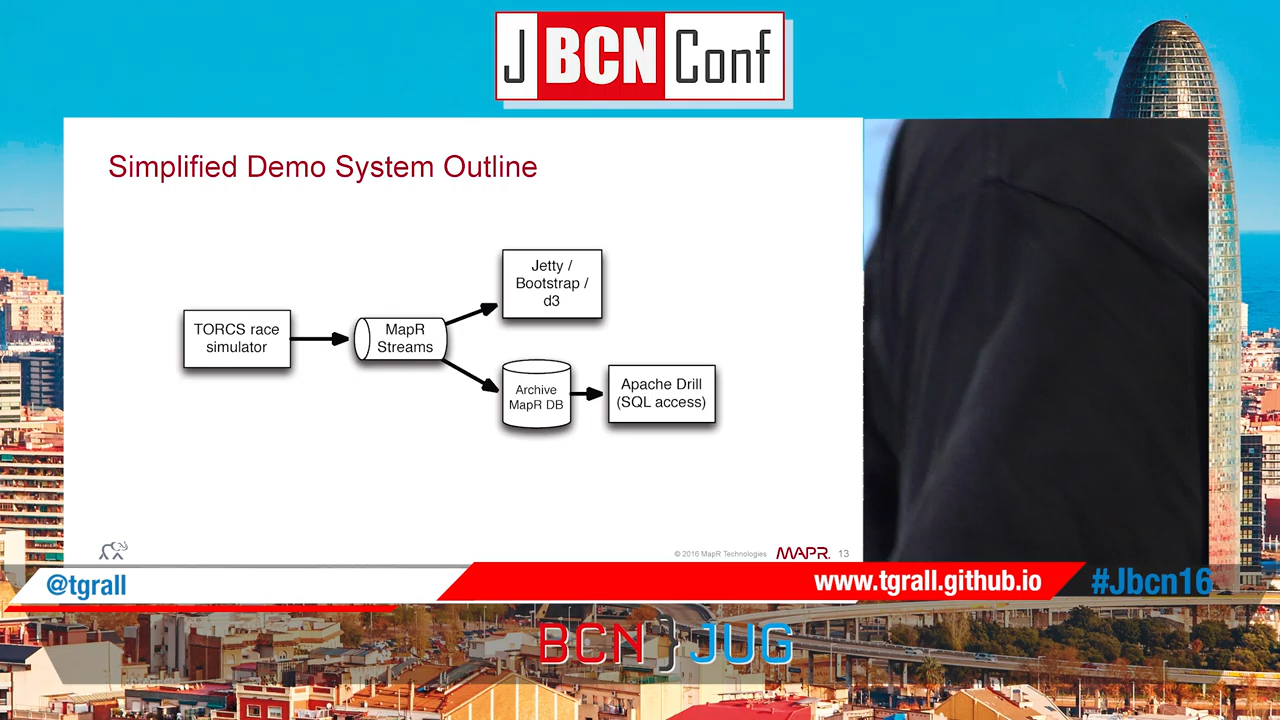 J BCN Conf
Simplified Demo System Outline
Jetty /
Bootstrap /
d3
TORCS race
simulator
MapR
Streams
Archive
MapR DB
Apache Drill
(SQL access)
© 2016 MapR Technologies
MAPR.
13
@tgrall
www.tgrall.github.io
#Jbcn16
BCN JUG